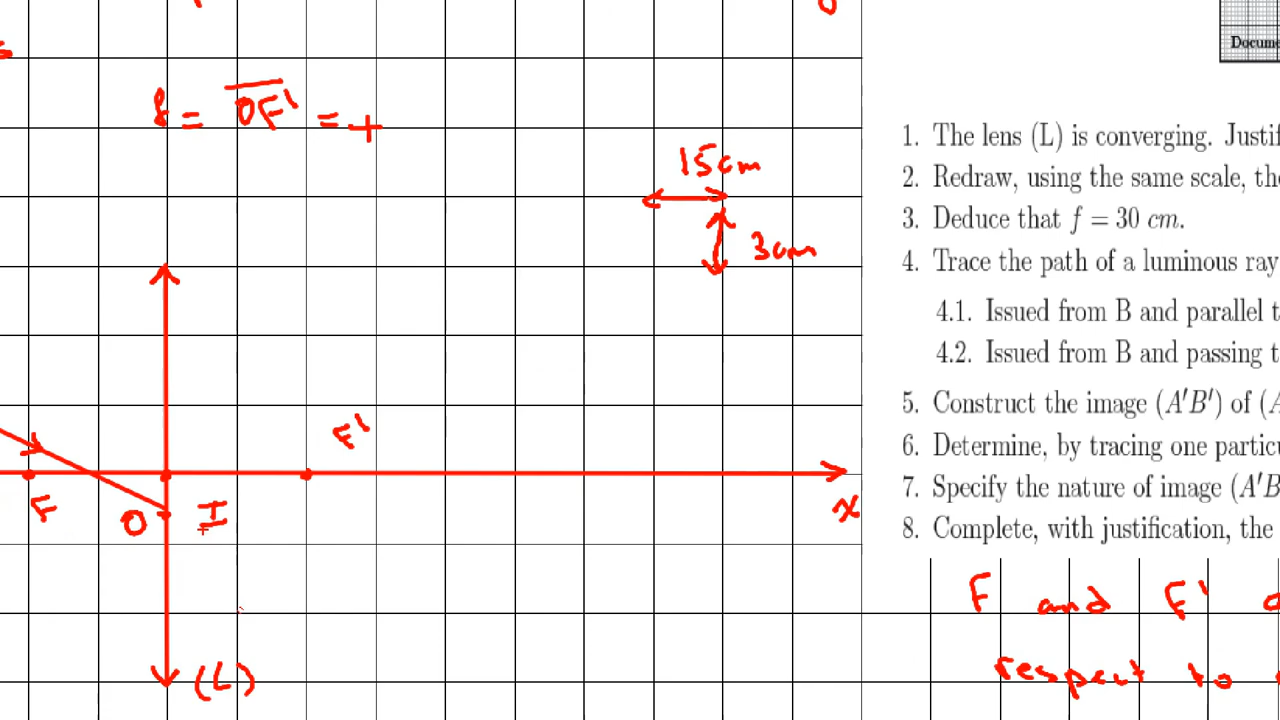 f = OF' = +
15cm
3cm
F'
F
O
I
x
(L)
Docume
1. The lens (L) is converging. Justif
2. Redraw, using the same scale, the
3. Deduce that f = 30 cm.
4. Trace the path of a luminous ray
4.1. Issued from B and parallel t
4.2. Issued from B and passing t
5. Construct the image (A'B') of (A
6. Determine, by tracing one particu
7. Specify the nature of image (A'B
8. Complete, with justification, the
F and F'
respect to